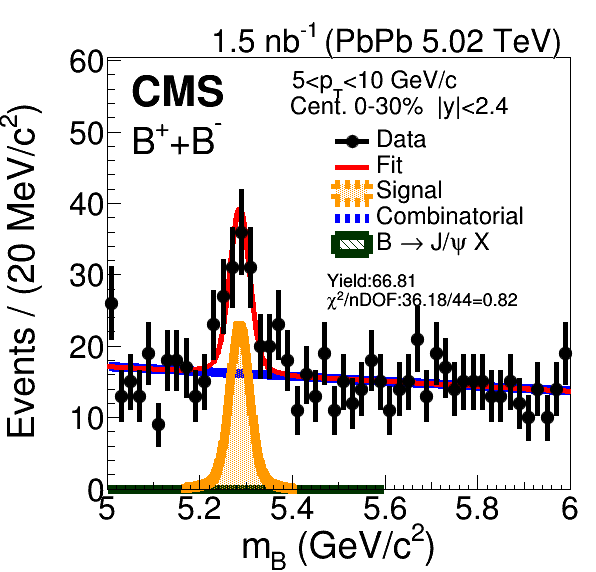 1.5 nb⁻¹ (PbPb 5.02 TeV)
CMS
B⁺+B⁻
5<p_T<10 GeV/c
Cent. 0-30% |y|<2.4
Data
Fit
Signal
Combinatorial
B → J/ψ X
Yield:66.81
χ²/nDOF:36.18/44=0.82
Events / (20 MeV/c²)
60
50
40
30
20
10
0
5 5.2 5.4 5.6 5.8 6
m_B (GeV/c²)